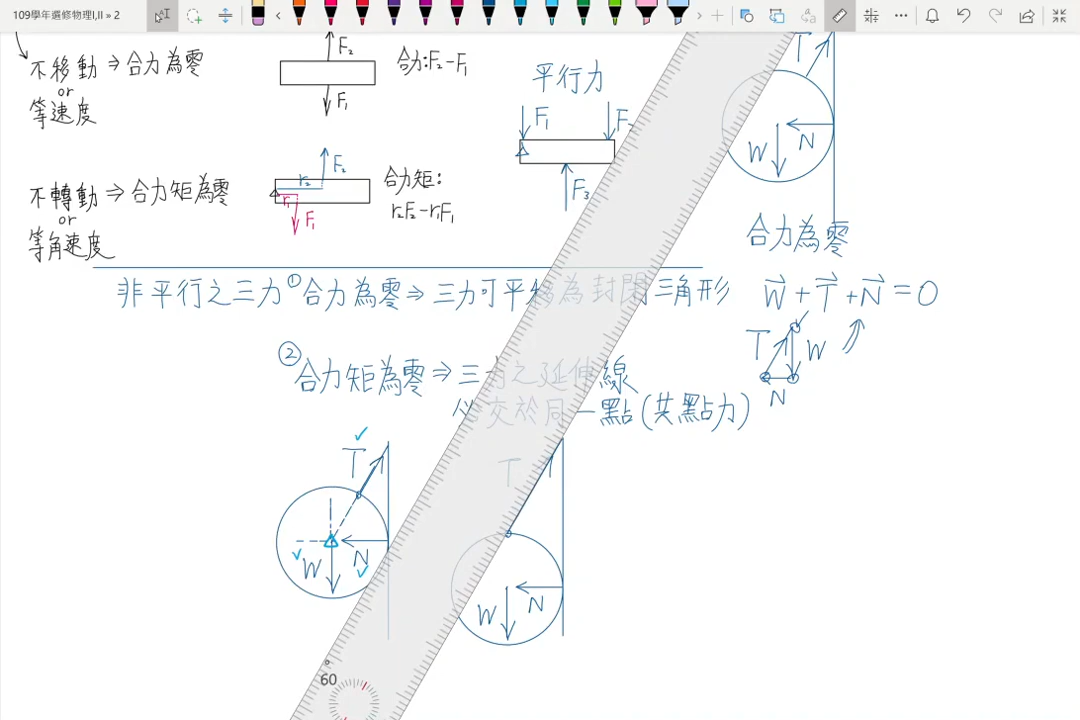 109學年選修物理I,II » 2
不移動 ⇒ 合力為零
or
等速度
F₂
F₁
合力:F₂-F₁
平行力
F₁
F₃
T
W
N
合力為零
不轉動 ⇒ 合力矩為零
or
等角速度
r₂
F₂
r₁
F₁
合力矩:
r₂F₂-r₁F₁
非平行之三力①合力為零⇒三力可平移為封閉三角形
W+T+N=0
T
W
N
②合力矩為零⇒三力之延伸線
必交於同一點(共點力)
T
N
W
T
N
W
60°